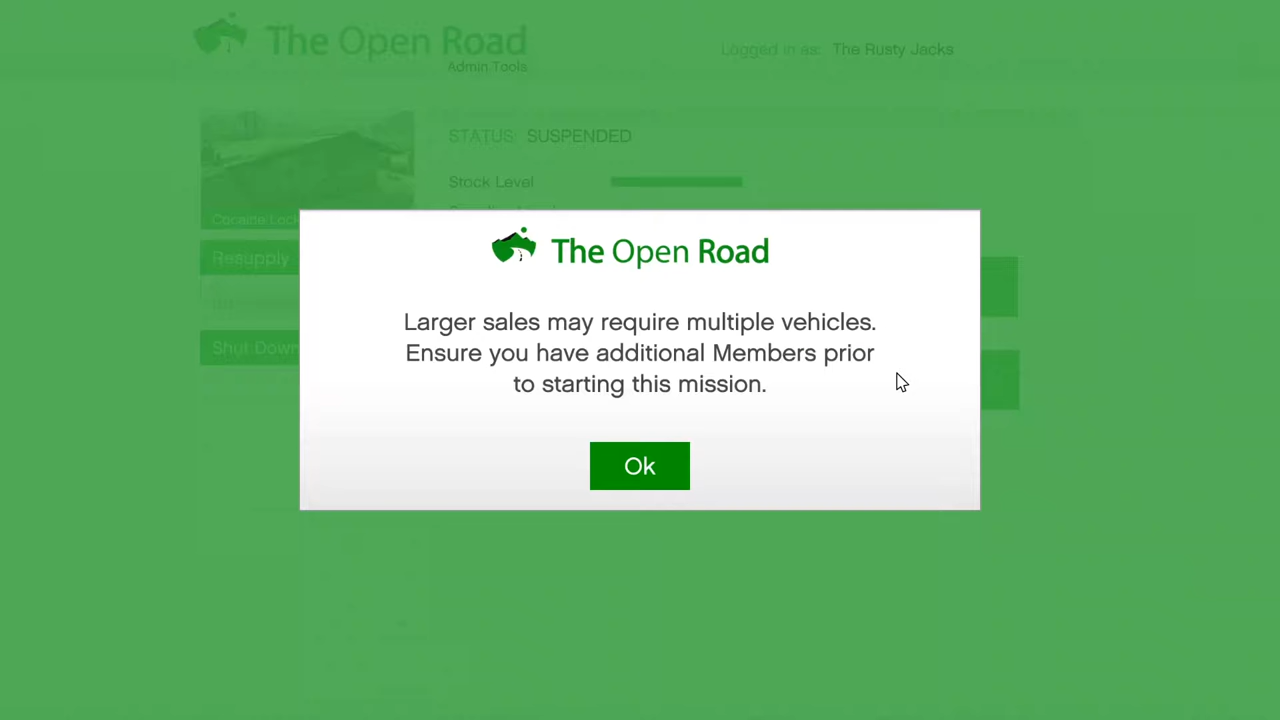 The Open Road
Admin Tools
Logged in as: The Rusty Jacks
STATUS: SUSPENDED
Stock Level
Resupply
Shut Down
The Open Road
Larger sales may require multiple vehicles.
Ensure you have additional Members prior
to starting this mission.
Ok